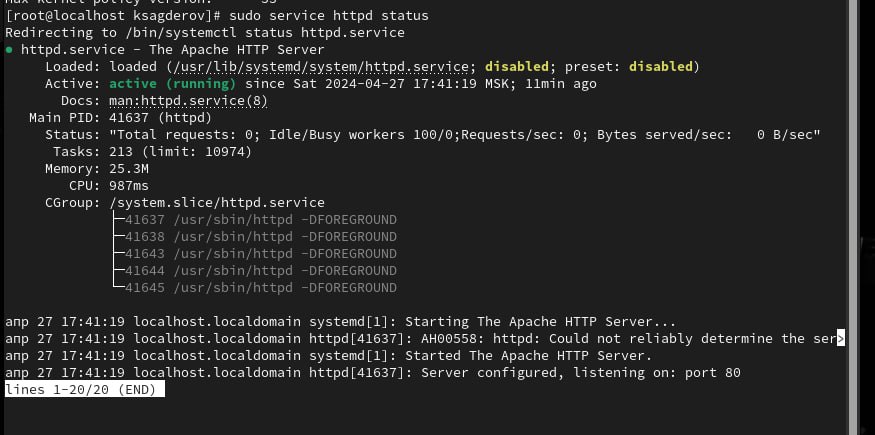 max kernel policy version:      33
[root@localhost ksagderov]# sudo service httpd status
Redirecting to /bin/systemctl status httpd.service
● httpd.service - The Apache HTTP Server
     Loaded: loaded (/usr/lib/systemd/system/httpd.service; disabled; preset: disabled)
     Active: active (running) since Sat 2024-04-27 17:41:19 MSK; 11min ago
       Docs: man:httpd.service(8)
   Main PID: 41637 (httpd)
     Status: "Total requests: 0; Idle/Busy workers 100/0;Requests/sec: 0; Bytes served/sec:   0 B/sec"
      Tasks: 213 (limit: 10974)
     Memory: 25.3M
        CPU: 987ms
     CGroup: /system.slice/httpd.service
             ├─41637 /usr/sbin/httpd -DFOREGROUND
             ├─41638 /usr/sbin/httpd -DFOREGROUND
             ├─41643 /usr/sbin/httpd -DFOREGROUND
             ├─41644 /usr/sbin/httpd -DFOREGROUND
             └─41645 /usr/sbin/httpd -DFOREGROUND

апр 27 17:41:19 localhost.localdomain systemd[1]: Starting The Apache HTTP Server...
апр 27 17:41:19 localhost.localdomain httpd[41637]: AH00558: httpd: Could not reliably determine the ser>
апр 27 17:41:19 localhost.localdomain systemd[1]: Started The Apache HTTP Server.
апр 27 17:41:19 localhost.localdomain httpd[41637]: Server configured, listening on: port 80
lines 1-20/20 (END)